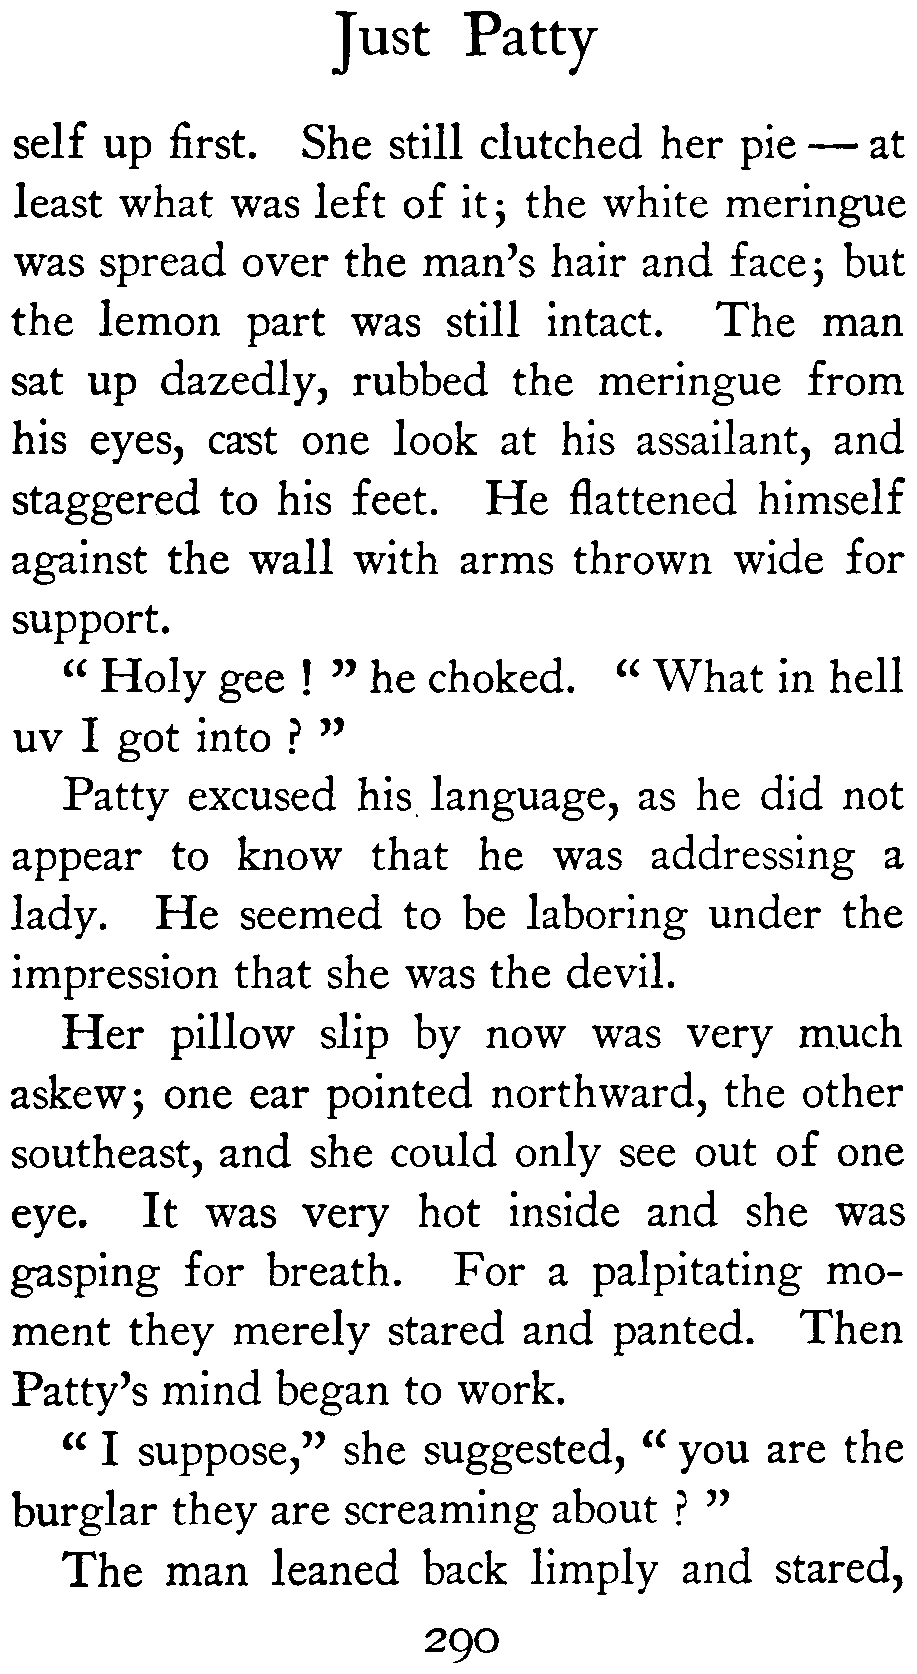 Just Patty
self up first. She still clutched her pie — at
least what was left of it; the white meringue
was spread over the man's hair and face; but
the lemon part was still intact. The man
sat up dazedly, rubbed the meringue from
his eyes, cast one look at his assailant, and
staggered to his feet. He flattened himself
against the wall with arms thrown wide for
support.
“ Holy gee ! ” he choked. “ What in hell
uv I got into ? ”
Patty excused his language, as he did not
appear to know that he was addressing a
lady. He seemed to be laboring under the
impression that she was the devil.
Her pillow slip by now was very much
askew; one ear pointed northward, the other
southeast, and she could only see out of one
eye. It was very hot inside and she was
gasping for breath. For a palpitating mo-
ment they merely stared and panted. Then
Patty's mind began to work.
“ I suppose,” she suggested, “ you are the
burglar they are screaming about ? ”
The man leaned back limply and stared,
290